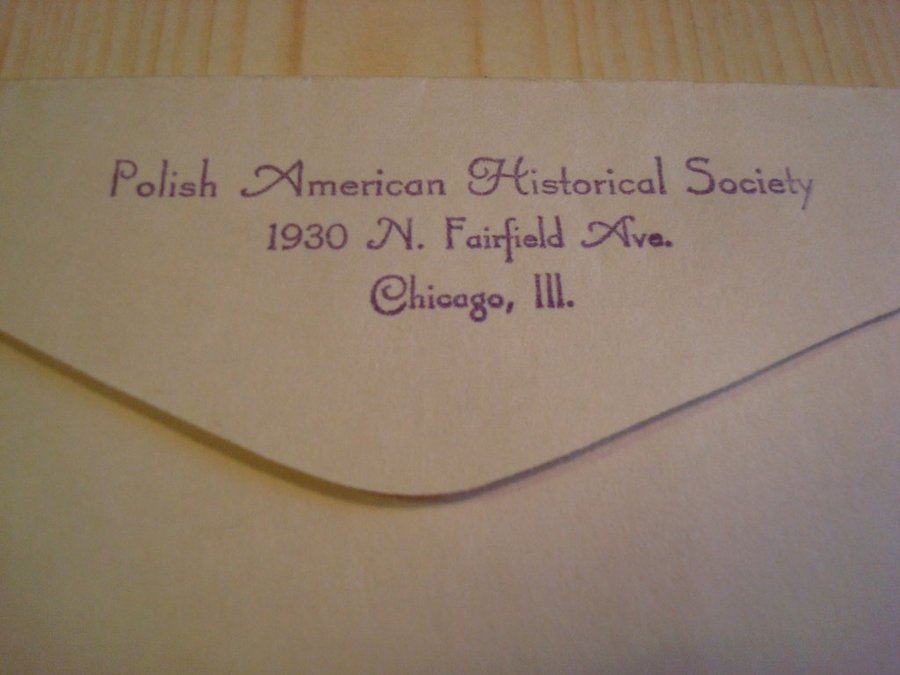 Polish American Historical Society
1930 N. Fairfield Ave.
Chicago, Ill.